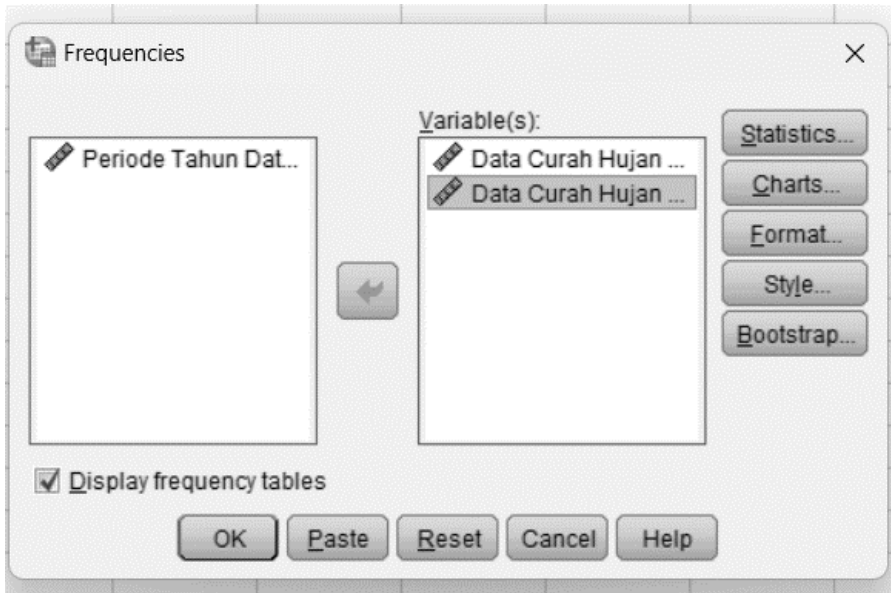 Frequencies
Variable(s):
Periode Tahun Dat...
Data Curah Hujan ...
Data Curah Hujan ...
Statistics...
Charts...
Format...
Style...
Bootstrap...
Display frequency tables
OK Paste Reset Cancel Help